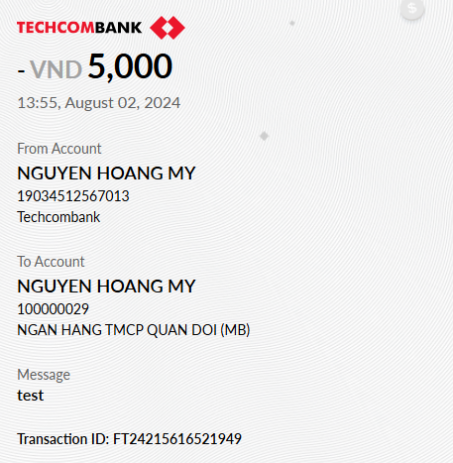 TECHCOMBANK
- VND 5,000
13:55, August 02, 2024
From Account
NGUYEN HOANG MY
19034512567013
Techcombank
To Account
NGUYEN HOANG MY
100000029
NGAN HANG TMCP QUAN DOI (MB)
Message
test
Transaction ID: FT24215616521949